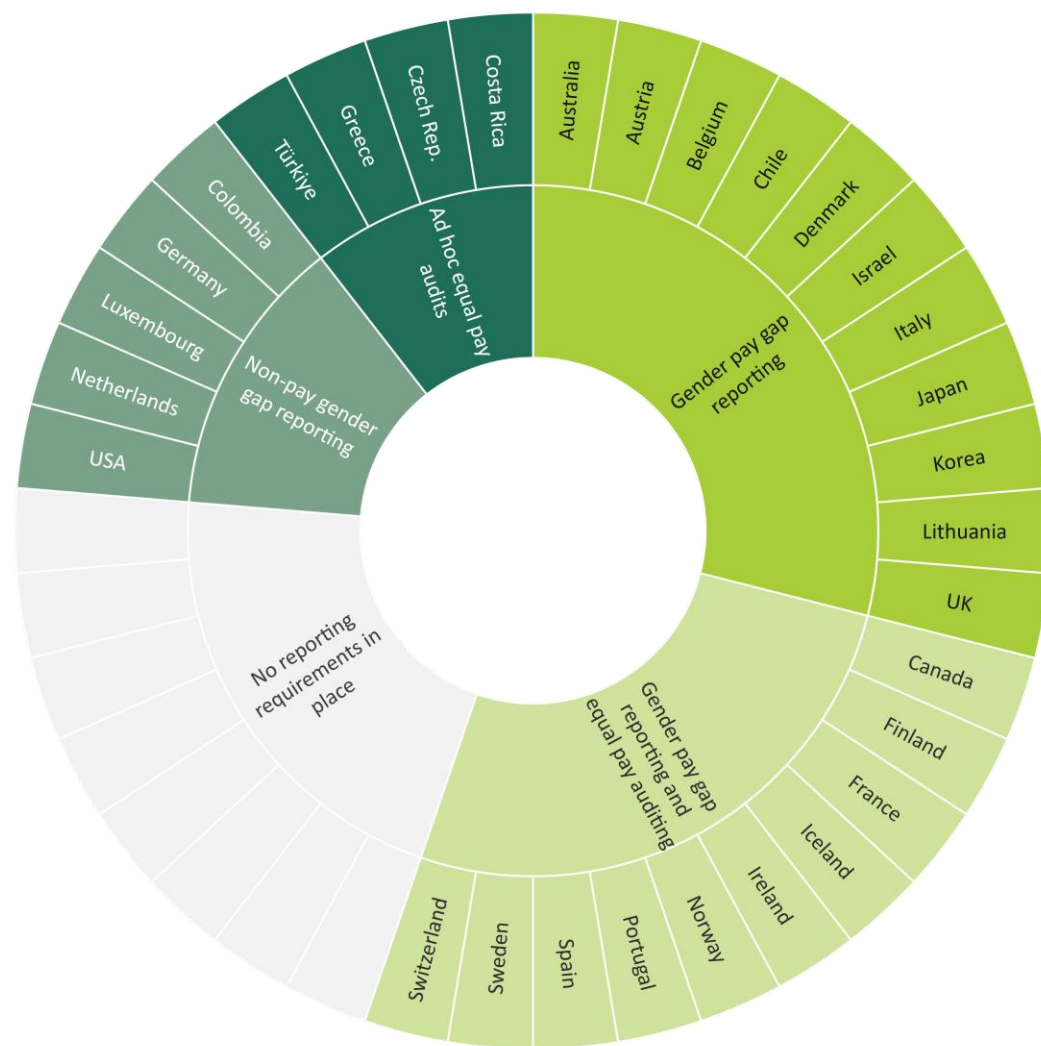 Australia
Austria
Belgium
Chile
Denmark
Israel
Italy
Japan
Korea
Lithuania
UK
Gender pay gap
reporting
Canada
Finland
France
Iceland
Ireland
Norway
Portugal
Spain
Sweden
Switzerland
Gender pay gap
reporting and
equal pay auditing
No reporting
requirements in
place
USA
Netherlands
Luxembourg
Germany
Colombia
Non-pay gender
gap reporting
Türkiye
Greece
Czech Rep.
Costa Rica
Ad hoc equal pay
audits